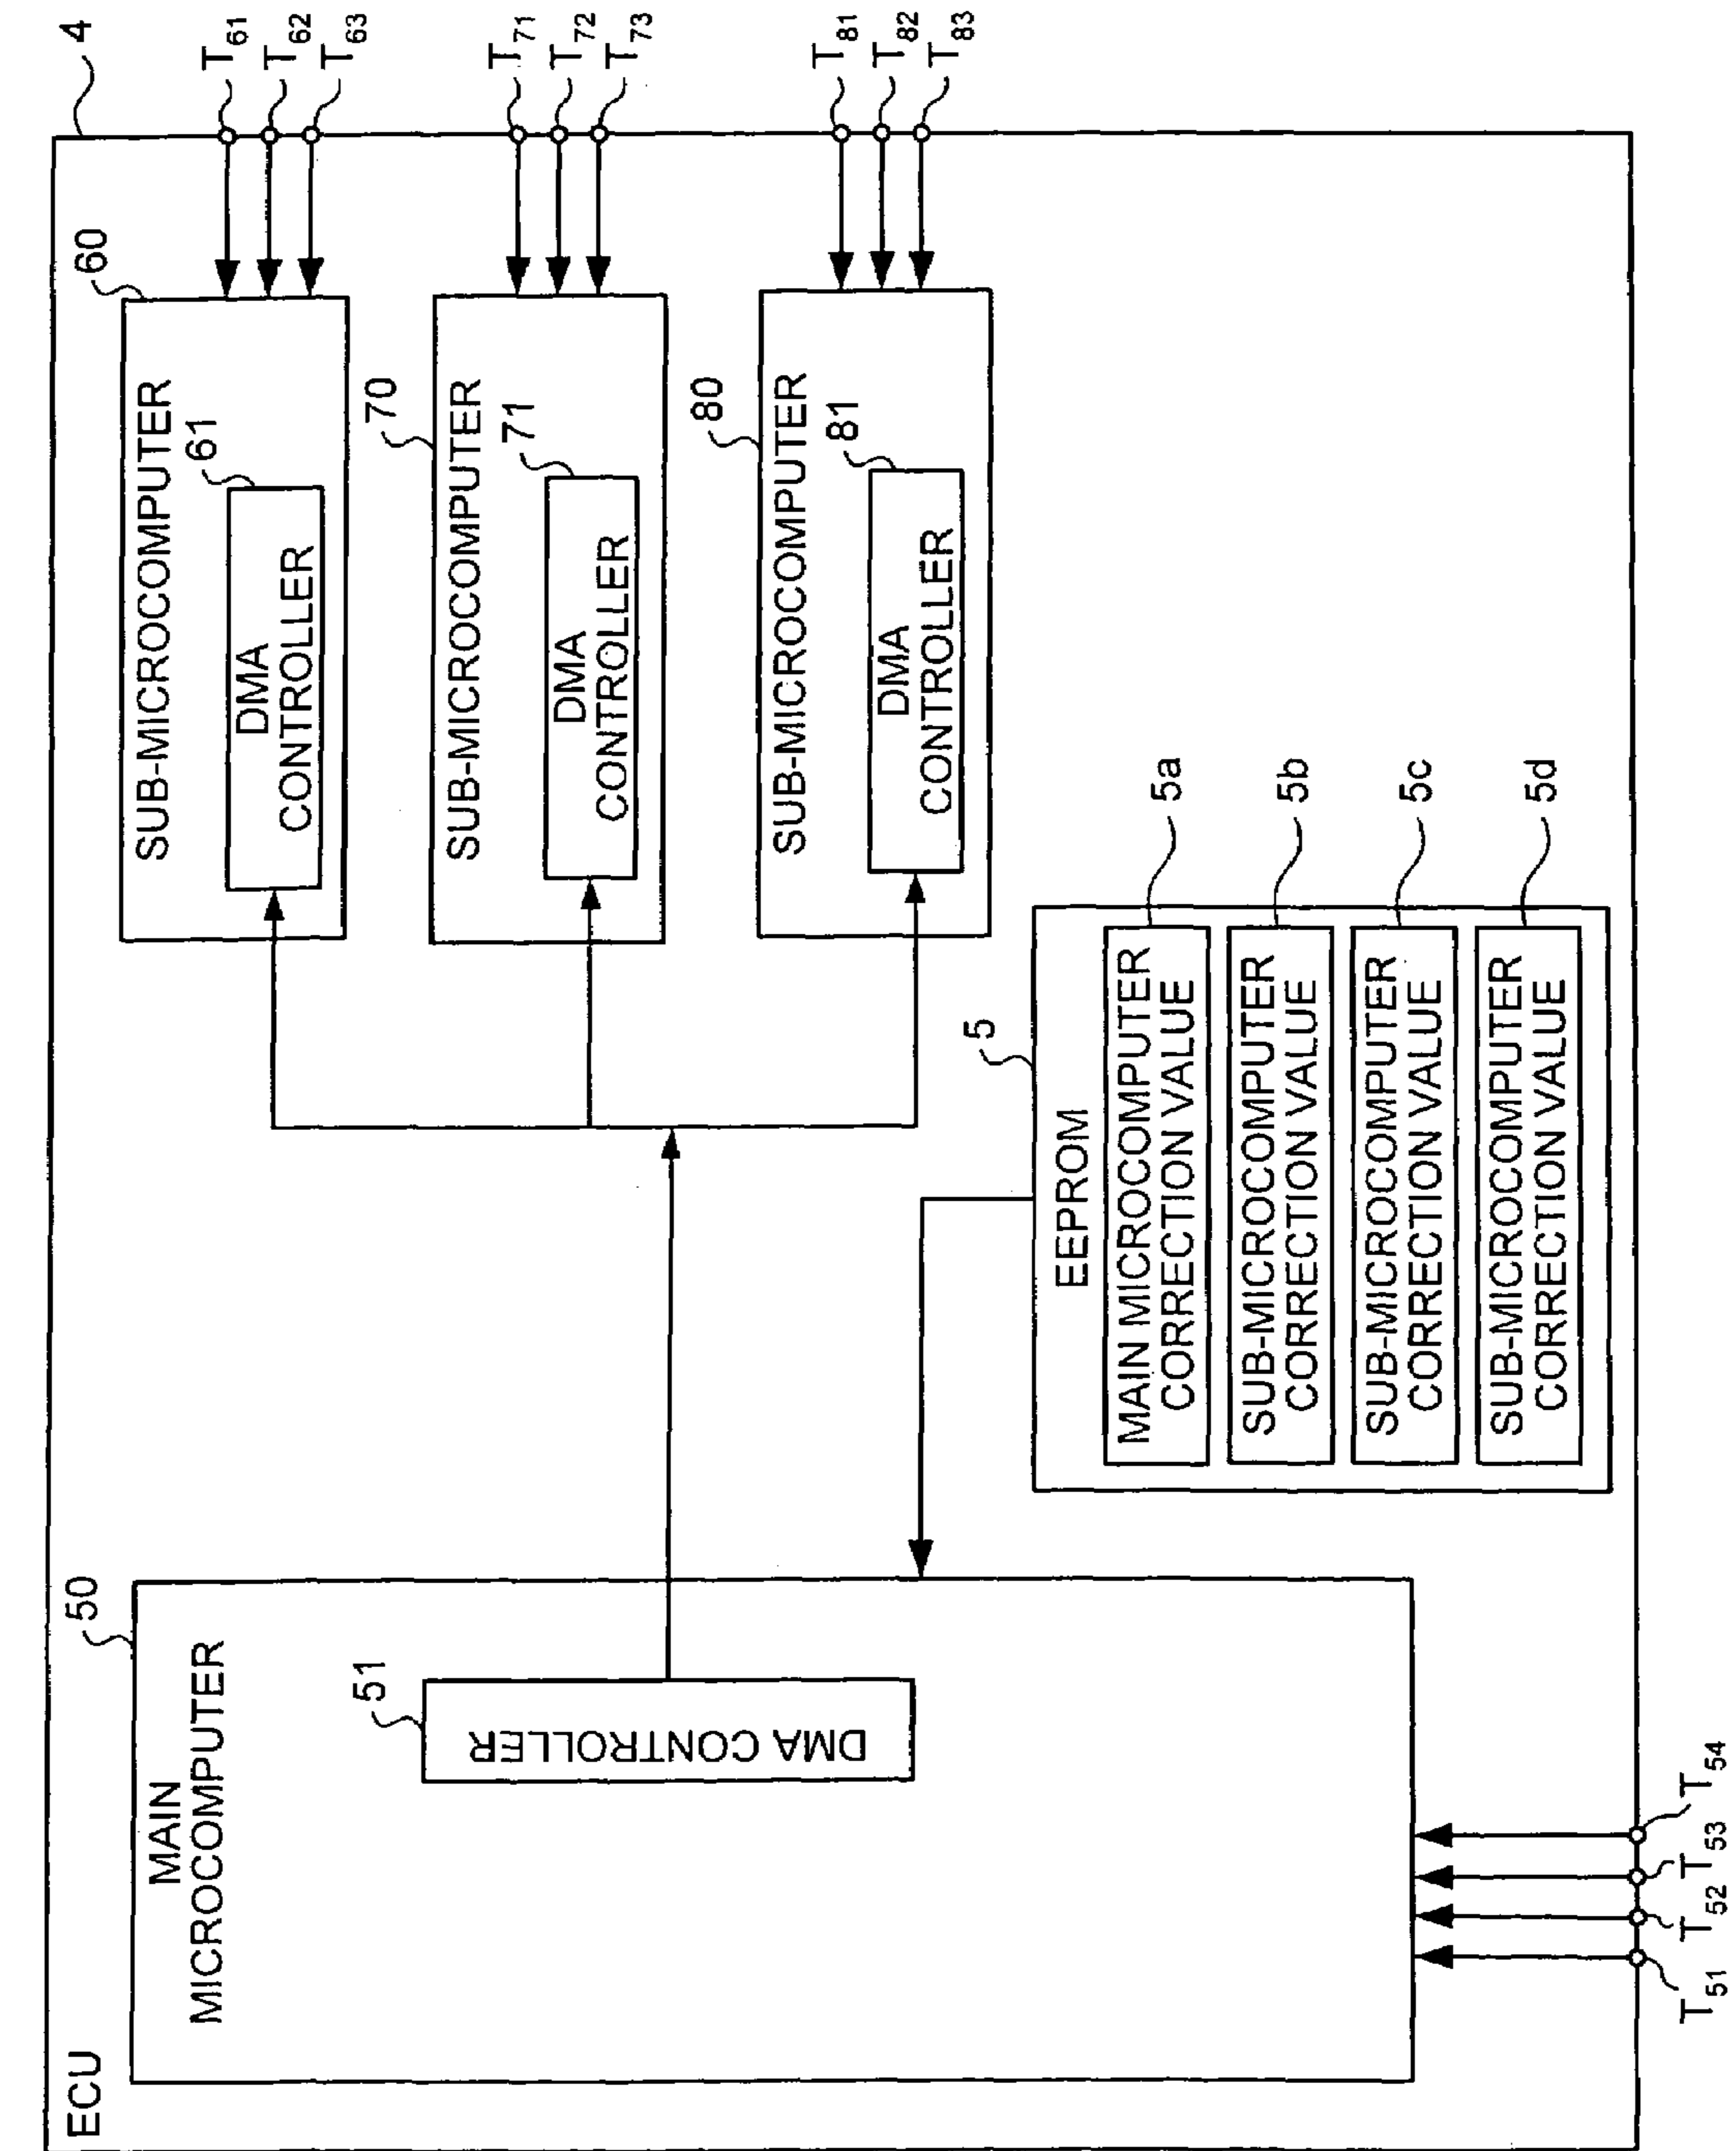 ECU
4
50
MAIN
MICROCOMPUTER
51
DMA CONTROLLER
T51
T52
T53
T54
60
SUB-MICROCOMPUTER
61
DMA
CONTROLLER
T61
T62
T63
70
SUB-MICROCOMPUTER
71
DMA
CONTROLLER
T71
T72
T73
80
SUB-MICROCOMPUTER
81
DMA
CONTROLLER
T81
T82
T83
5
EEPROM
MAIN MICROCOMPUTER
CORRECTION VALUE
5a
SUB-MICROCOMPUTER
CORRECTION VALUE
5b
SUB-MICROCOMPUTER
CORRECTION VALUE
5c
SUB-MICROCOMPUTER
CORRECTION VALUE
5d